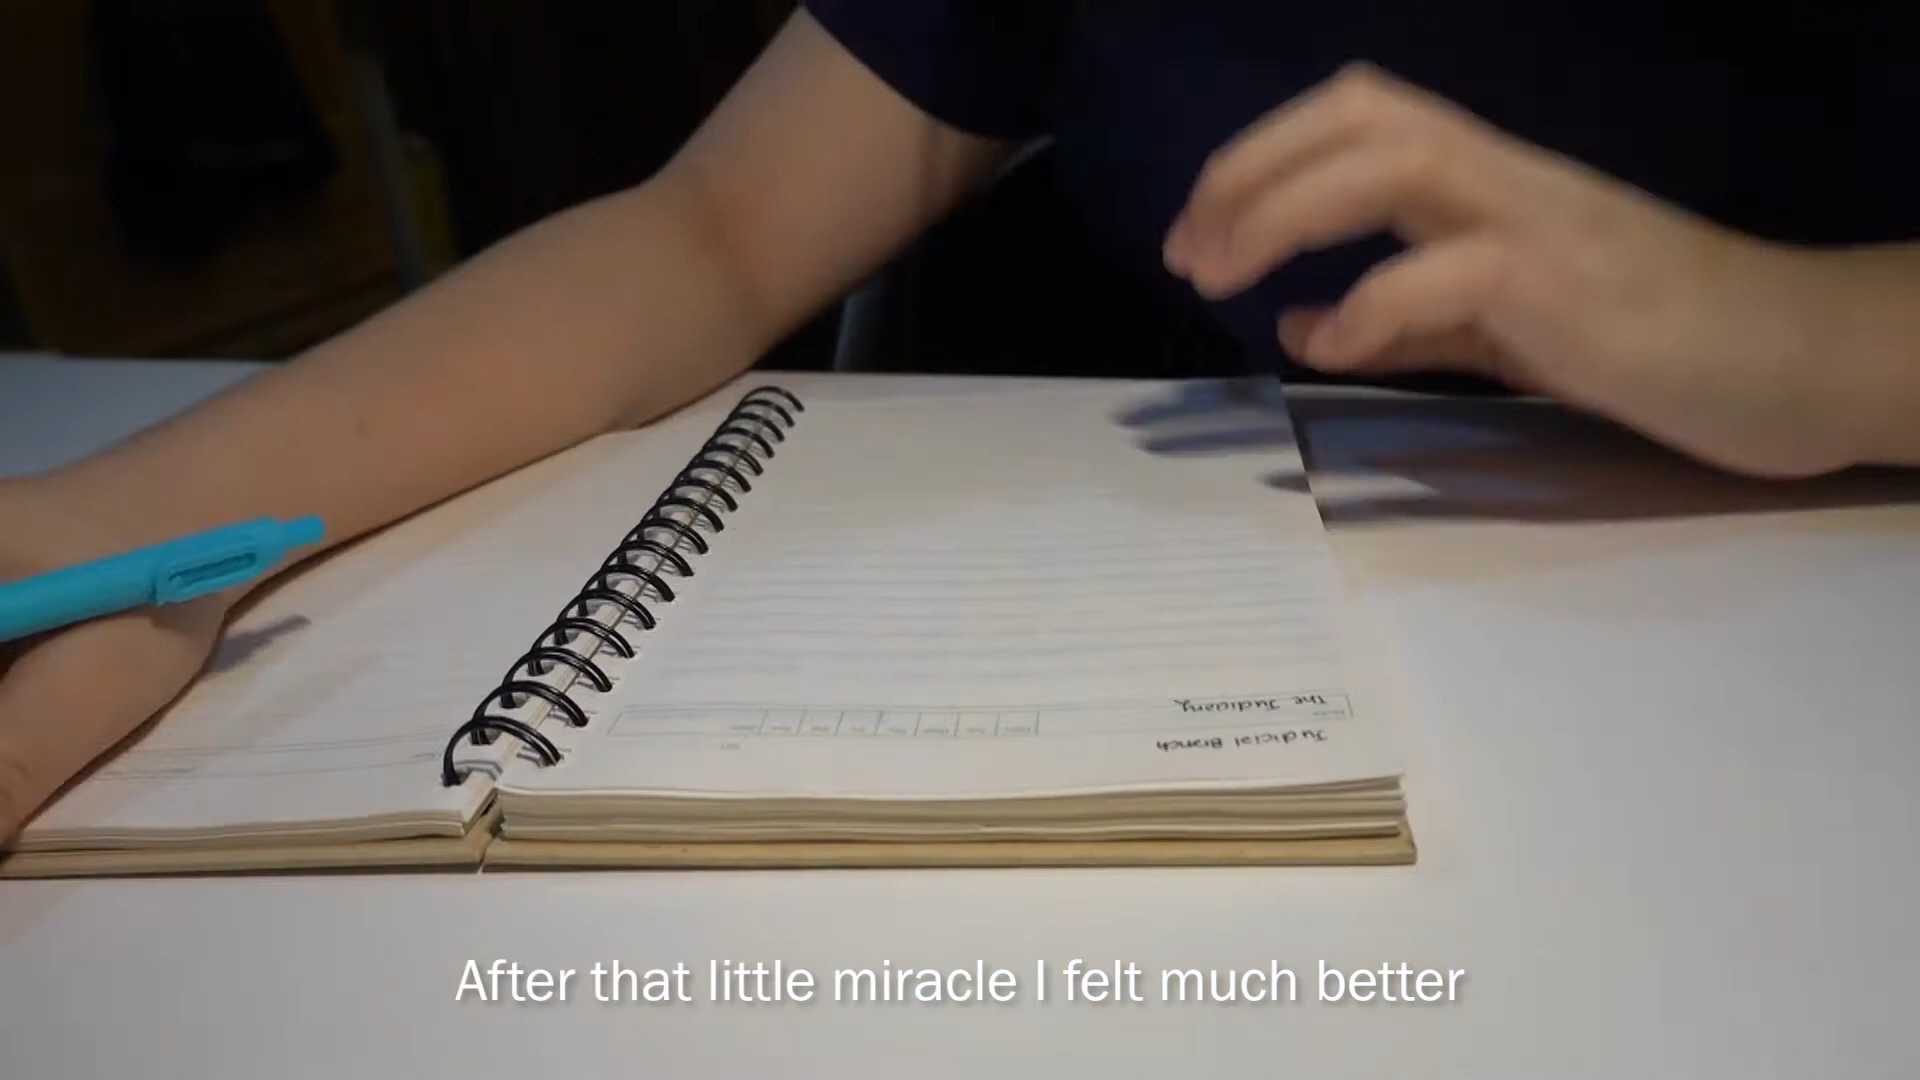 Judicial Branch
The Judiciary
After that little miracle I felt much better